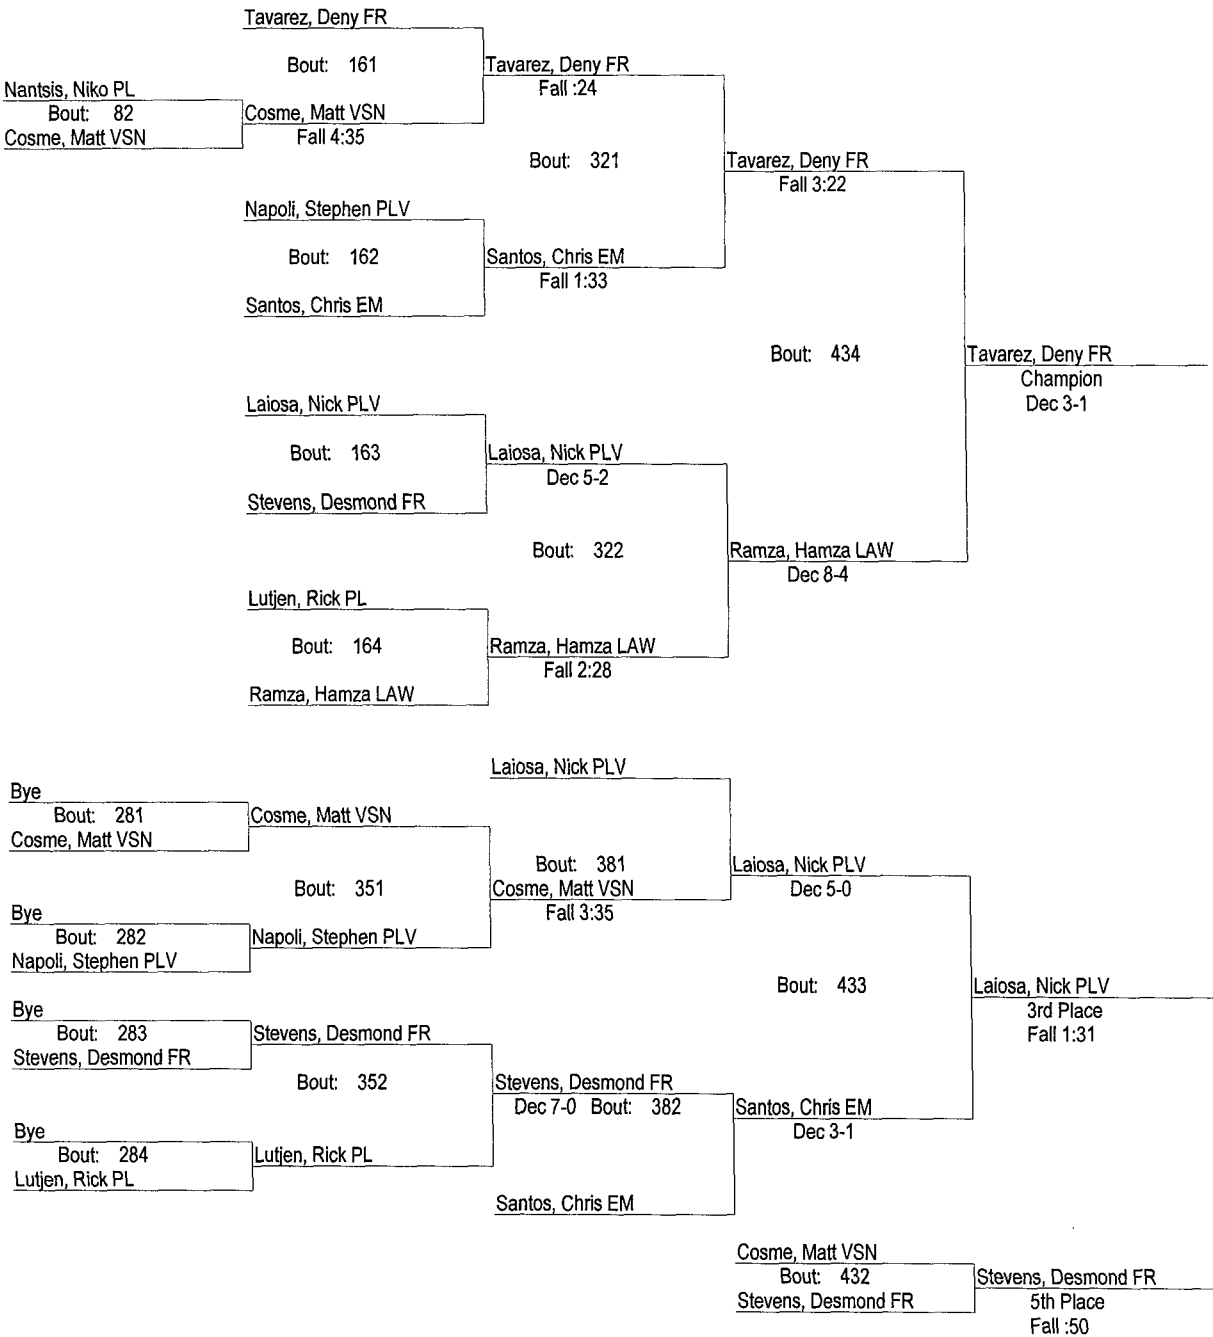 Tavarez, Deny FR
Bout: 161
Tavarez, Deny FR
Fall :24
Nantsis, Niko PL
Bout: 82
Cosme, Matt VSN
Cosme, Matt VSN
Fall 4:35
Bout: 321
Tavarez, Deny FR
Fall 3:22
Napoli, Stephen PLV
Bout: 162
Santos, Chris EM
Fall 1:33
Santos, Chris EM
Bout: 434
Tavarez, Deny FR
Champion
Dec 3-1
Laiosa, Nick PLV
Bout: 163
Laiosa, Nick PLV
Dec 5-2
Stevens, Desmond FR
Bout: 322
Ramza, Hamza LAW
Dec 8-4
Lutjen, Rick PL
Bout: 164
Ramza, Hamza LAW
Fall 2:28
Ramza, Hamza LAW
Laiosa, Nick PLV
Bye
Bout: 281
Cosme, Matt VSN
Cosme, Matt VSN
Bout: 381
Laiosa, Nick PLV
Dec 5-0
Bout: 351
Cosme, Matt VSN
Fall 3:35
Bye
Bout: 282
Napoli, Stephen PLV
Napoli, Stephen PLV
Bout: 433
Laiosa, Nick PLV
3rd Place
Fall 1:31
Bye
Bout: 283
Stevens, Desmond FR
Stevens, Desmond FR
Bout: 352
Stevens, Desmond FR
Dec 7-0 Bout: 382
Santos, Chris EM
Dec 3-1
Bye
Bout: 284
Lutjen, Rick PL
Lutjen, Rick PL
Santos, Chris EM
Cosme, Matt VSN
Bout: 432
Stevens, Desmond FR
Stevens, Desmond FR
5th Place
Fall :50